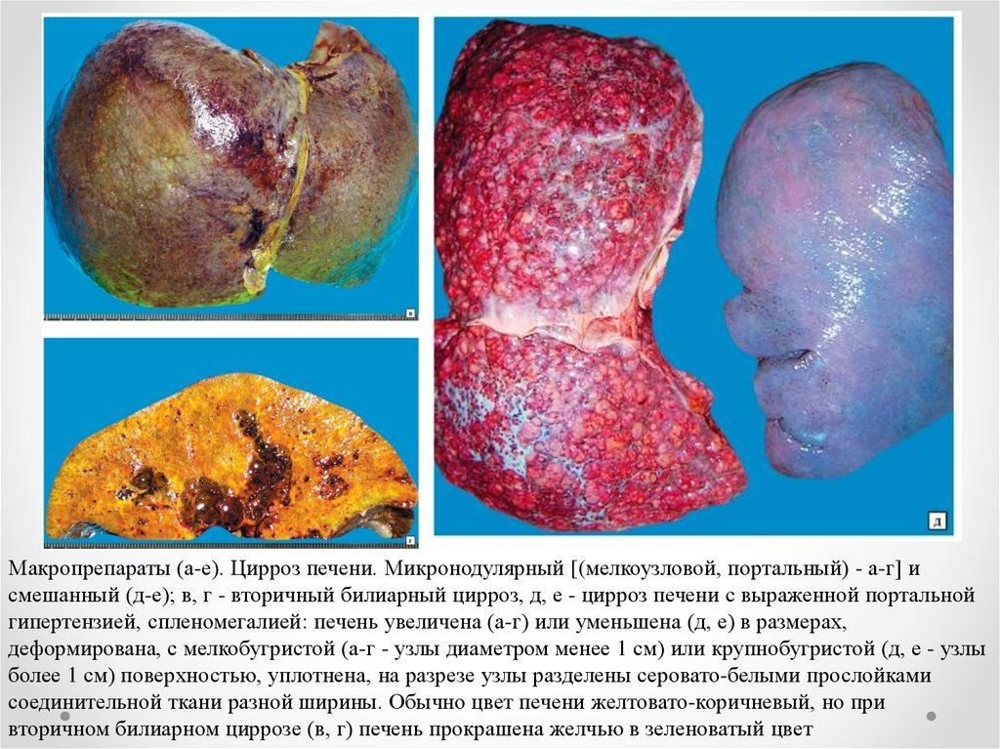 в
г
д
Макропрепараты (а-е). Цирроз печени. Микронодулярный [(мелкоузловой, портальный) - а-г] и
смешанный (д-е); в, г - вторичный билиарный цирроз, д, е - цирроз печени с выраженной портальной
гипертензией, спленомегалией: печень увеличена (а-г) или уменьшена (д, е) в размерах,
деформирована, с мелкобугристой (а-г - узлы диаметром менее 1 см) или крупнобугристой (д, е - узлы
более 1 см) поверхностью, уплотнена, на разрезе узлы разделены серовато-белыми прослойками
соединительной ткани разной ширины. Обычно цвет печени желтовато-коричневый, но при
вторичном билиарном циррозе (в, г) печень прокрашена желчью в зеленоватый цвет